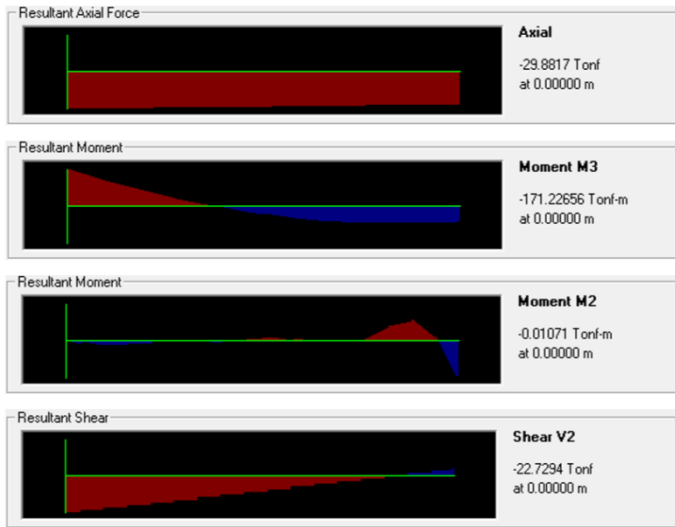 Resultant Axial Force
Axial
-29.8817 Tonf
at 0.00000 m
Resultant Moment
Moment M3
-171.22656 Tonf-m
at 0.00000 m
Resultant Moment
Moment M2
-0.01071 Tonf-m
at 0.00000 m
Resultant Shear
Shear V2
-22.7294 Tonf
at 0.00000 m